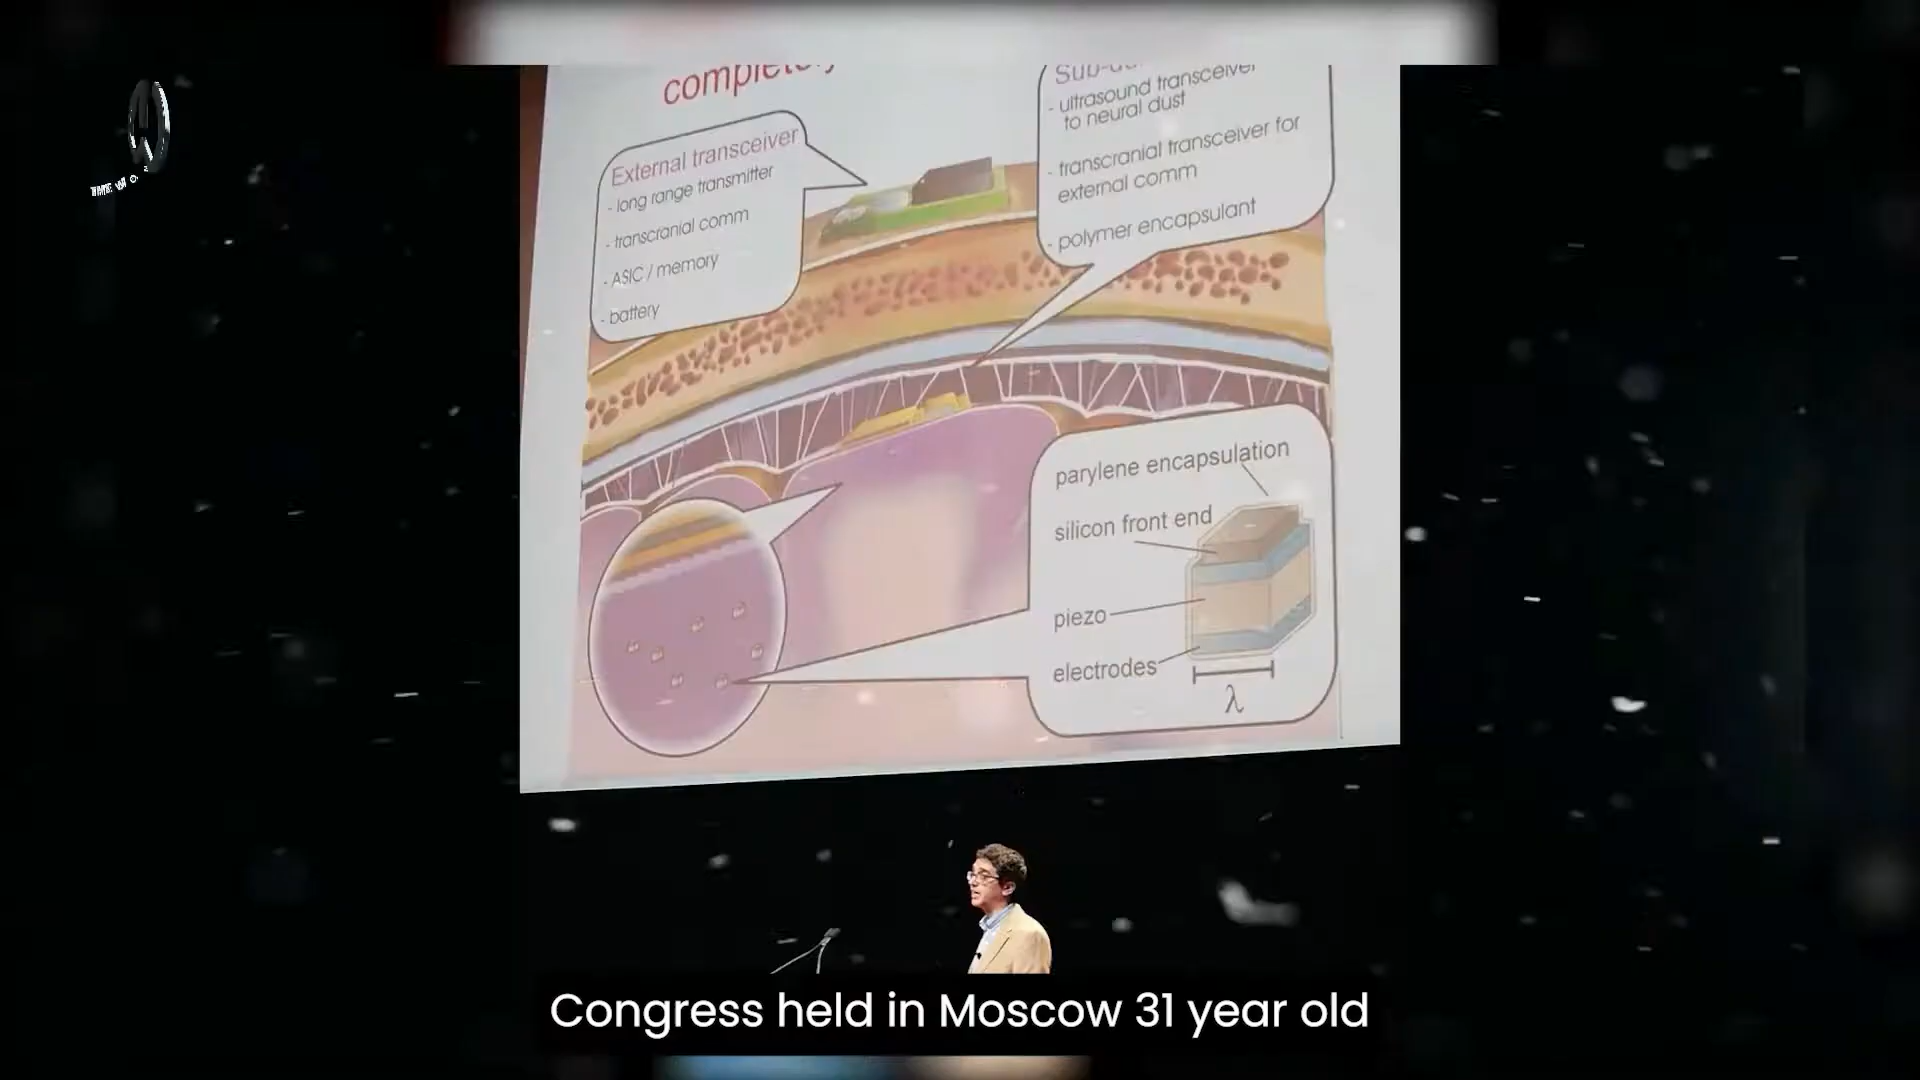 External transceiver
- long range transmitter
- transcranial comm
- ASIC / memory
- battery
- ultrasound transceiver
to neural dust
- transcranial transceiver for
external comm
- polymer encapsulant
parylene encapsulation
silicon front end
piezo
electrodes
λ
Congress held in Moscow 31 year old